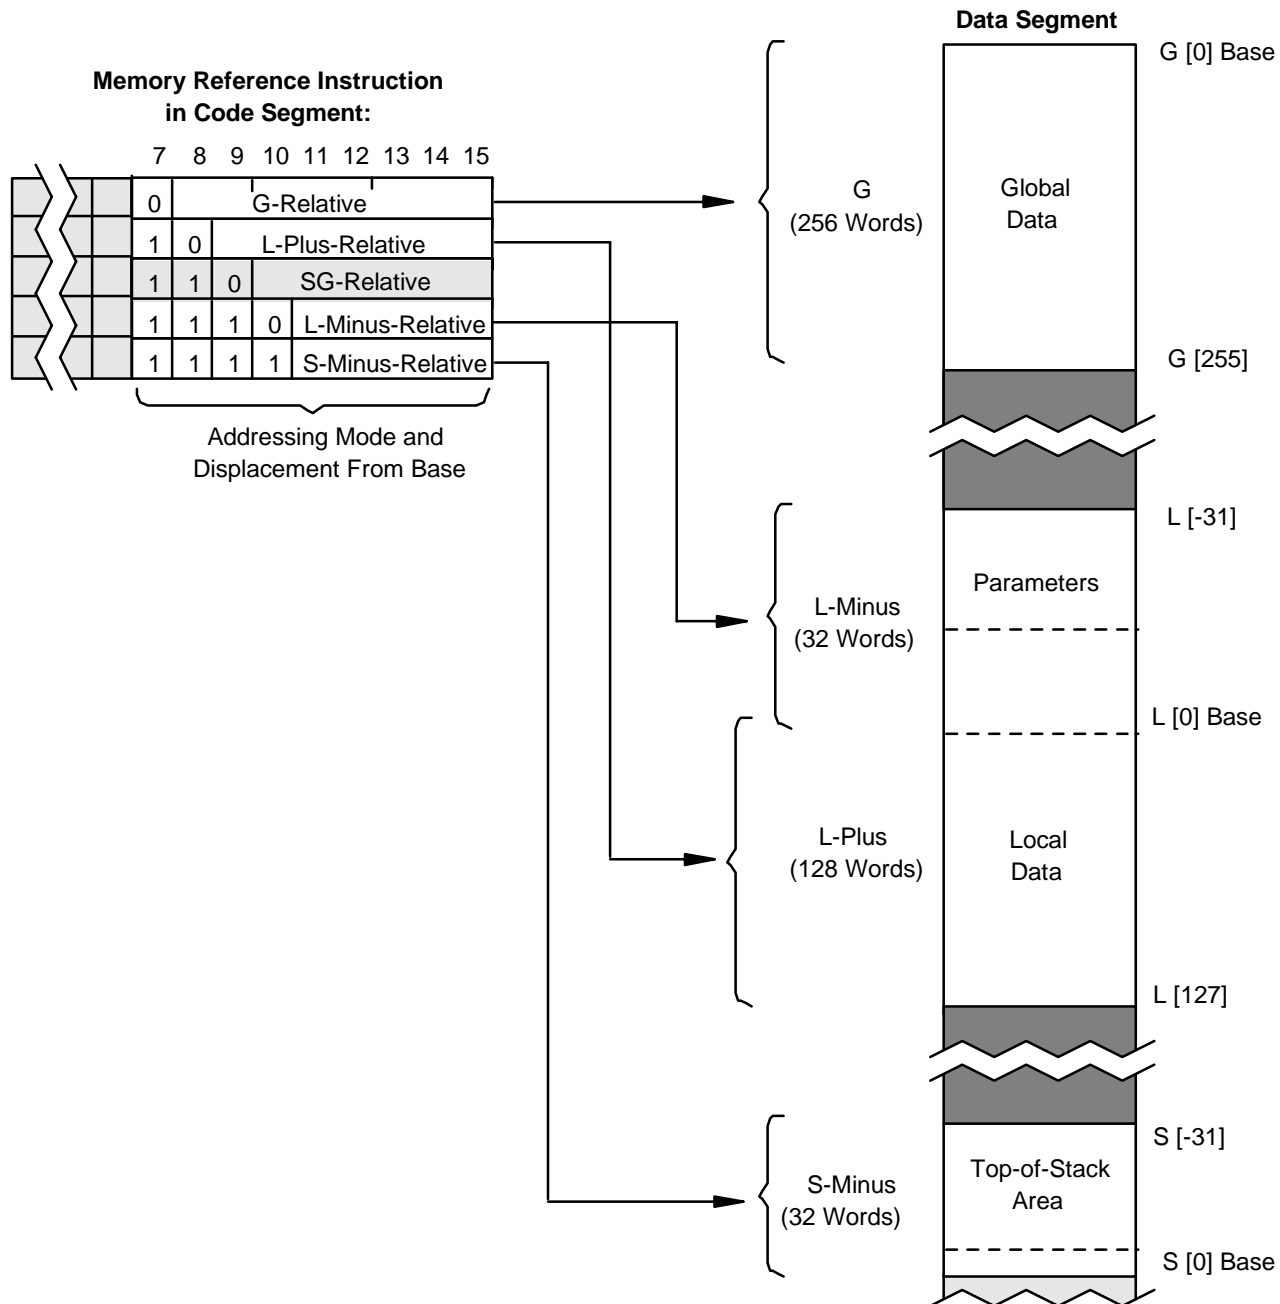 Data Segment
G [0] Base
Memory Reference Instruction
in Code Segment:
7 8 9 10 11 12 13 14 15
0 G-Relative
1 0 L-Plus-Relative
1 1 0 SG-Relative
1 1 1 0 L-Minus-Relative
1 1 1 1 S-Minus-Relative
Addressing Mode and
Displacement From Base
G
(256 Words)
Global
Data
G [255]
L [-31]
L-Minus
(32 Words)
Parameters
L [0] Base
L-Plus
(128 Words)
Local
Data
L [127]
S [-31]
S-Minus
(32 Words)
Top-of-Stack
Area
S [0] Base